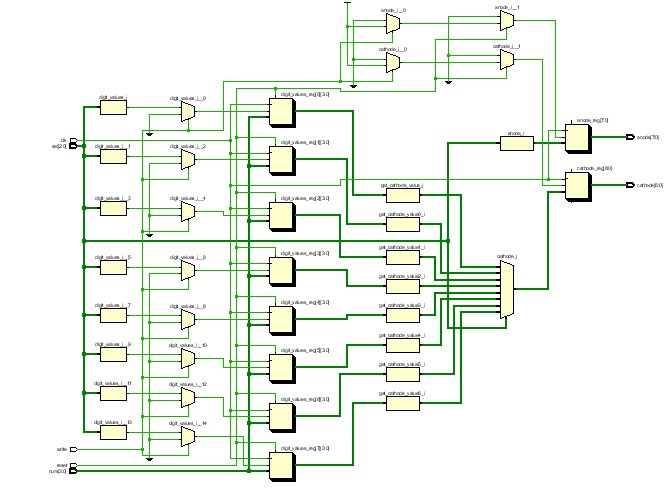 anode_i__0
anode_i__1
cathode_i__0
cathode_i__1
digit_values_i
digit_values_i__0
digit_values_reg[0][3:0]
anode_reg[7:0]
anode[7:0]
anode_i
clk
sel[2:0]
digit_values_i__1
digit_values_i__2
digit_values_reg[1][3:0]
cathode_reg[6:0]
cathode[6:0]
get_cathode_value_i
digit_values_i__3
digit_values_i__4
digit_values_reg[2][3:0]
get_cathode_value0_i
get_cathode_value1_i
cathode_i
digit_values_i__5
digit_values_i__6
digit_values_reg[3][3:0]
get_cathode_value2_i
digit_values_i__7
digit_values_i__8
digit_values_reg[4][3:0]
get_cathode_value3_i
get_cathode_value4_i
digit_values_i__9
digit_values_i__10
digit_values_reg[5][3:0]
get_cathode_value5_i
digit_values_i__11
digit_values_i__12
digit_values_reg[6][3:0]
get_cathode_value6_i
digit_values_i__13
digit_values_i__14
digit_values_reg[7][3:0]
write
reset
num[3:0]